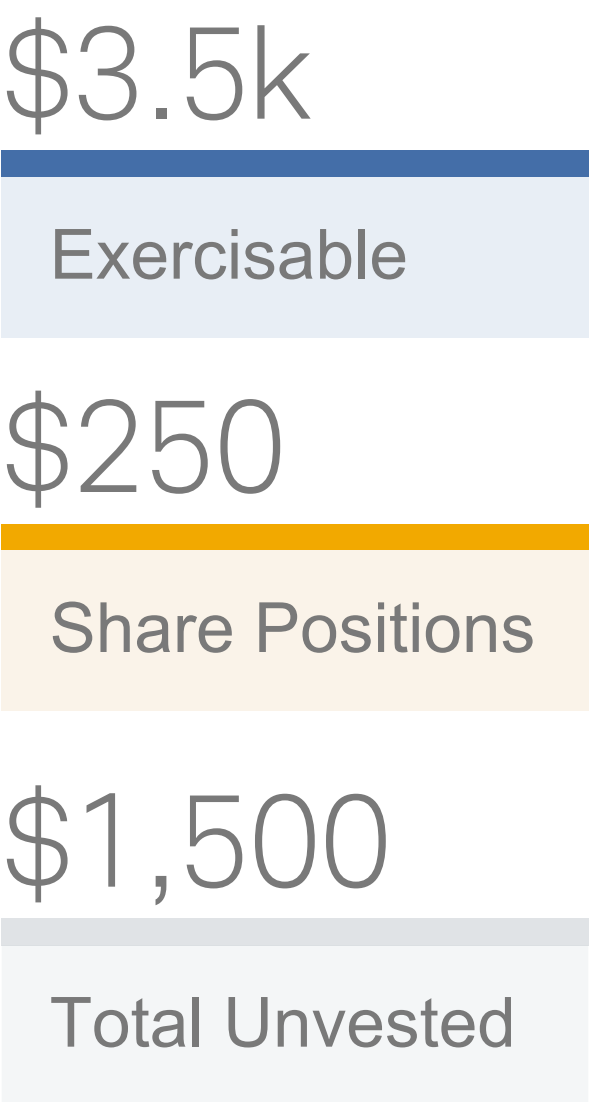 $3.5k
Exercisable
$250
Share Positions
$1,500
Total Unvested